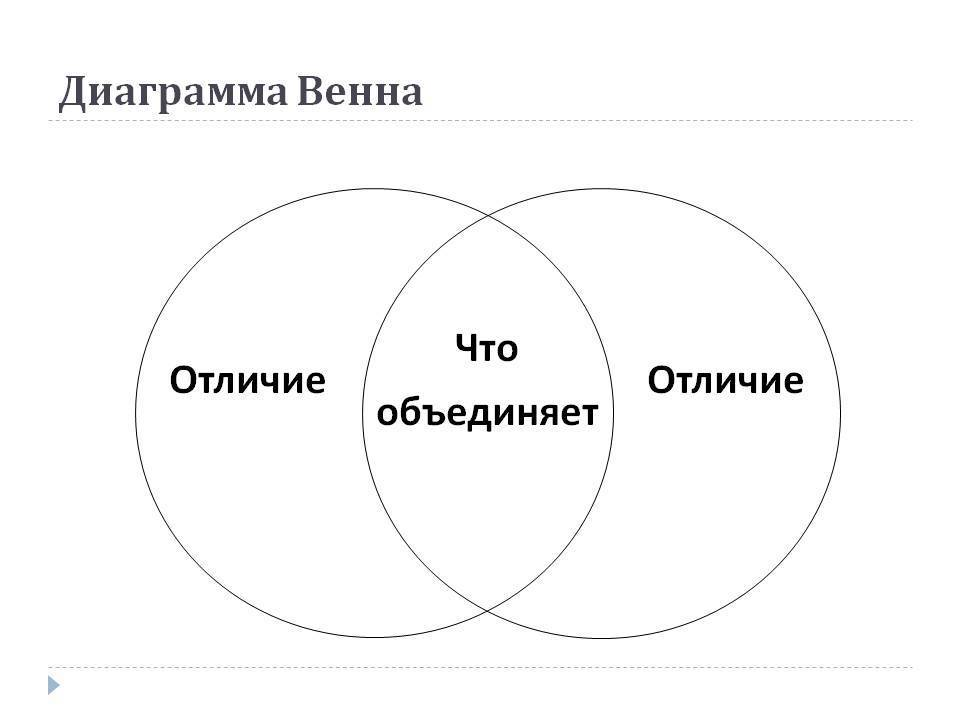 Диаграмма Венна
Отличие
Что
объединяет
Отличие